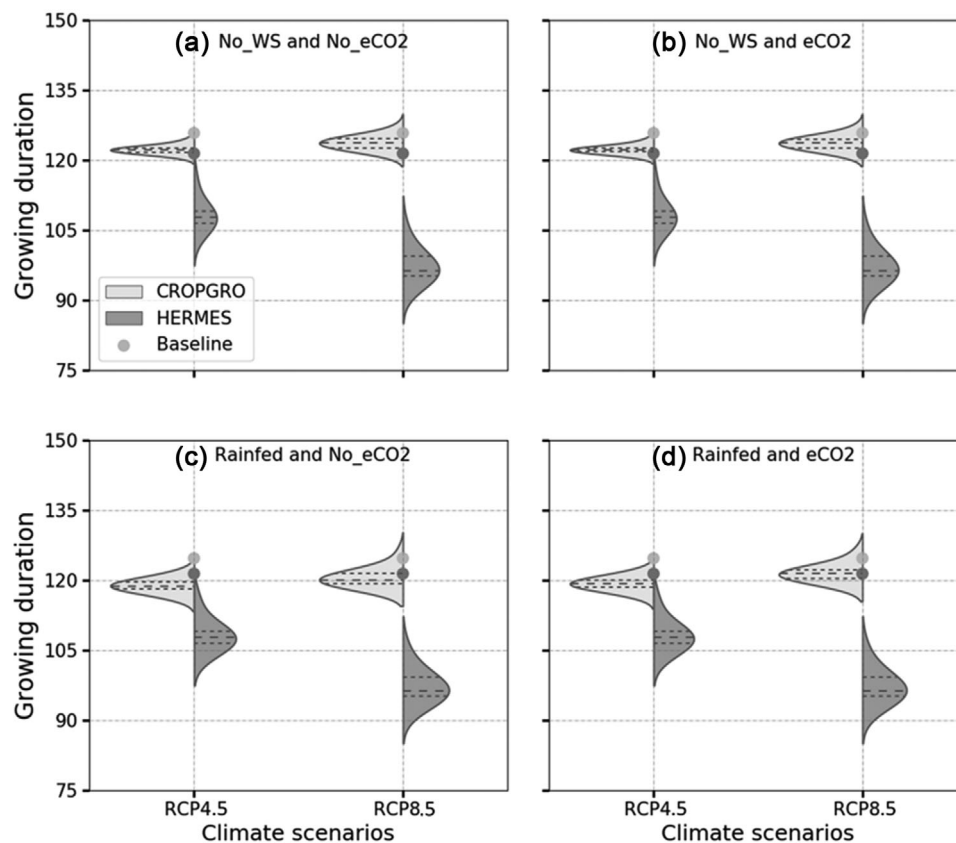 (a) No_WS and No_eCO2
(b) No_WS and eCO2
150
135
120
105
90
75
Growing duration
CROPGRO
HERMES
Baseline
(c) Rainfed and No_eCO2
(d) Rainfed and eCO2
150
135
120
105
90
75
Growing duration
RCP4.5
RCP8.5
Climate scenarios
RCP4.5
RCP8.5
Climate scenarios